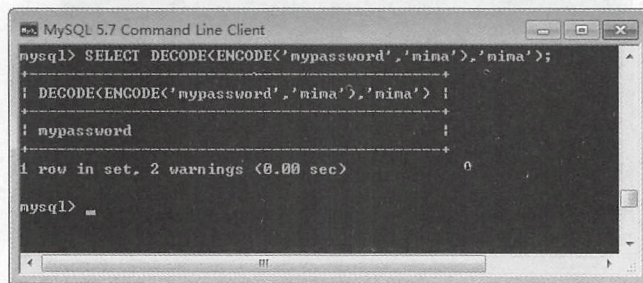 MySQL 5.7 Command Line Client
mysql> SELECT DECODE(ENCODE('mypassword','mima'),'mima');
+--------------------------------------------+
| DECODE(ENCODE('mypassword','mima'),'mima') |
+--------------------------------------------+
| mypassword                                 |
+--------------------------------------------+
1 row in set, 2 warnings (0.00 sec)
mysql> _